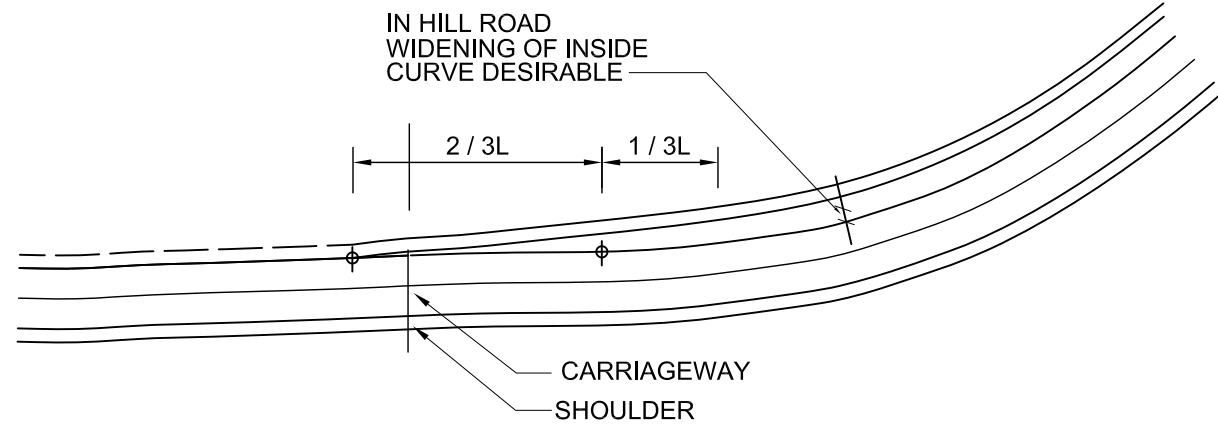 IN HILL ROAD
WIDENING OF INSIDE
CURVE DESIRABLE
2 / 3L
1 / 3L
CARRIAGEWAY
SHOULDER